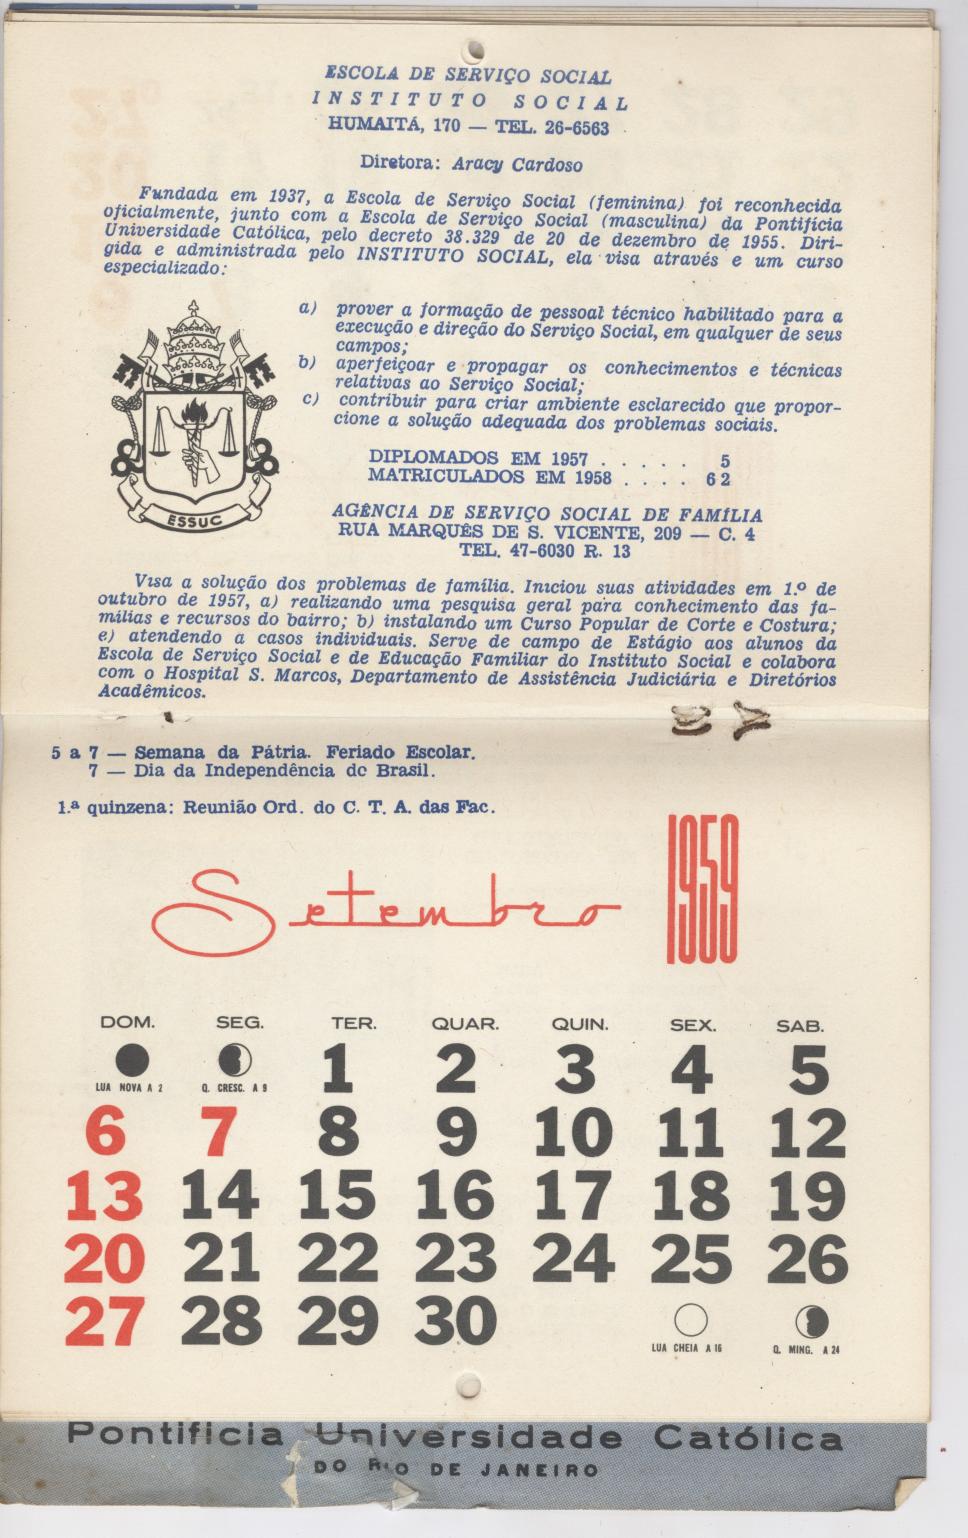 ESCOLA DE SERVIÇO SOCIAL
INSTITUTO SOCIAL
HUMAITÁ, 170 — TEL. 26-6563
Diretora: Aracy Cardoso
Fundada em 1937, a Escola de Serviço Social (feminina) foi reconhecida
oficialmente, junto com a Escola de Serviço Social (masculina) da Pontifícia
Universidade Católica, pelo decreto 38.329 de 20 de dezembro de 1955. Diri-
gida e administrada pelo INSTITUTO SOCIAL, ela visa através e um curso
especializado:
a) prover a formação de pessoal técnico habilitado para a
execução e direção do Serviço Social, em qualquer de seus
campos;
b) aperfeiçoar e propagar os conhecimentos e técnicas
relativas ao Serviço Social;
c) contribuir para criar ambiente esclarecido que propor-
cione a solução adequada dos problemas sociais.
ESSUC
DIPLOMADOS EM 1957 . . . . . 5
MATRICULADOS EM 1958 . . . . 62
AGÊNCIA DE SERVIÇO SOCIAL DE FAMÍLIA
RUA MARQUÊS DE S. VICENTE, 209 — C. 4
TEL. 47-6030 R. 13
Visa a solução dos problemas de família. Iniciou suas atividades em 1.º de
outubro de 1957, a) realizando uma pesquisa geral para conhecimento das fa-
mílias e recursos do bairro; b) instalando um Curso Popular de Corte e Costura;
e) atendendo a casos individuais. Serve de campo de Estágio aos alunos da
Escola de Serviço Social e de Educação Familiar do Instituto Social e colabora
com o Hospital S. Marcos, Departamento de Assistência Judiciária e Diretórios
Acadêmicos.
5 a 7 — Semana da Pátria. Feriado Escolar.
7 — Dia da Independência do Brasil.
1.ª quinzena: Reunião Ord. do C. T. A. das Fac.
Setembro 1959
DOM. SEG. TER. QUAR. QUIN. SEX. SAB.
LUA NOVA A 2 Q. CRESC. A 9 1 2 3 4 5
6 7 8 9 10 11 12
13 14 15 16 17 18 19
20 21 22 23 24 25 26
27 28 29 30 LUA CHEIA A 16 Q. MING. A 24
Pontifícia Universidade Católica
DO RIO DE JANEIRO